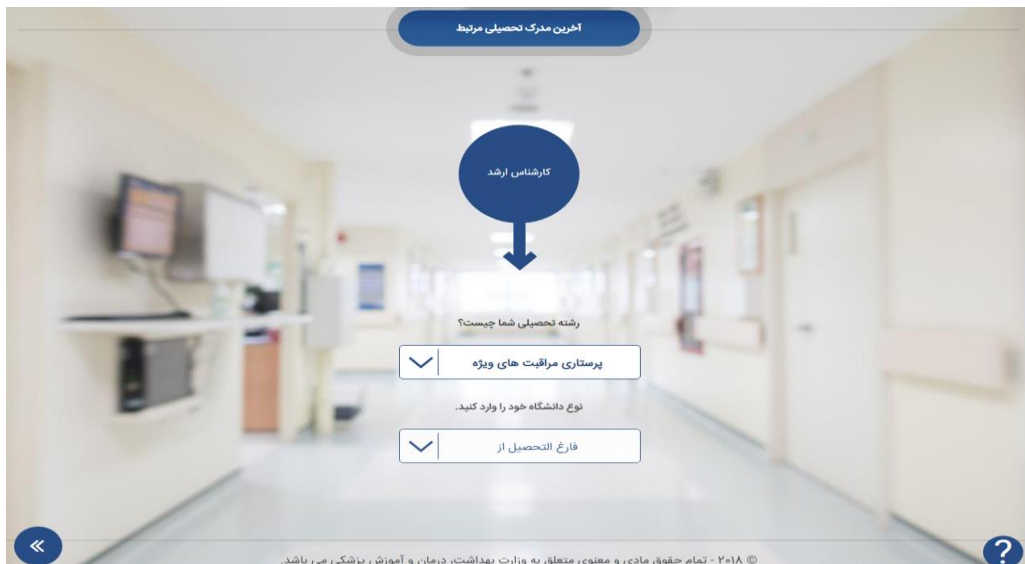 آخرین مدرک تحصیلی مرتبط
کارشناس ارشد
رشته تحصیلی شما چیست؟
پرستاری مراقبت های ویژه
نوع دانشگاه خود را وارد کنید.
فارغ التحصیل از
© ۲۰۱۸ - تمام حقوق مادی و معنوی متعلق به وزارت بهداشت، درمان و آموزش پزشکی می باشد.
?